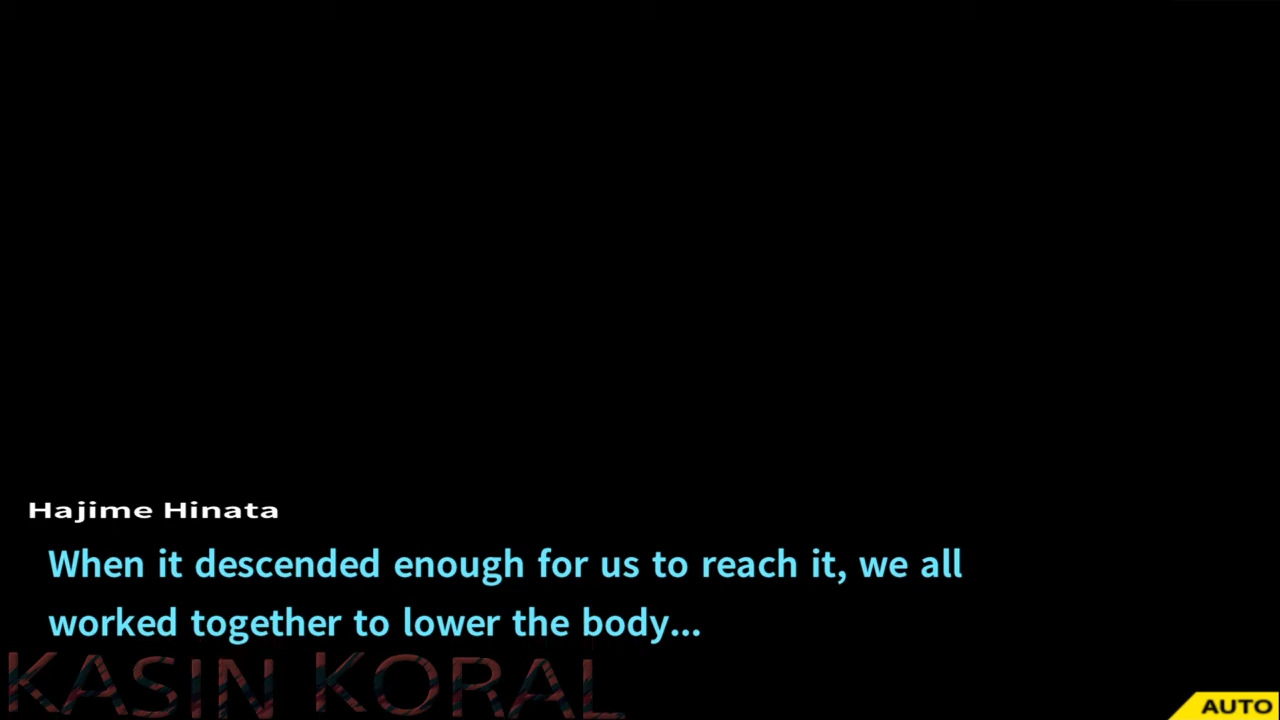 Hajime Hinata
When it descended enough for us to reach it, we all
worked together to lower the body...
KASIN KORAL
AUTO